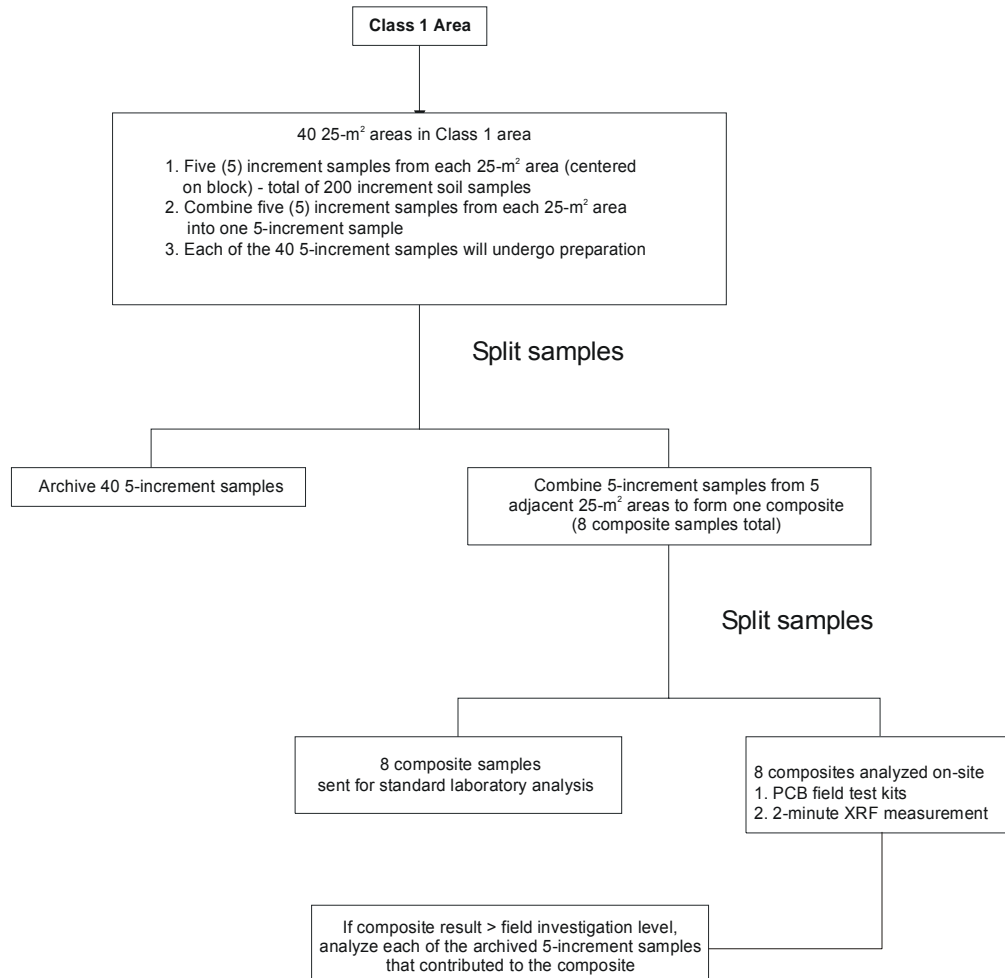 Class 1 Area
40 25-m² areas in Class 1 area
1. Five (5) increment samples from each 25-m² area (centered
on block) - total of 200 increment soil samples
2. Combine five (5) increment samples from each 25-m² area
into one 5-increment sample
3. Each of the 40 5-increment samples will undergo preparation
Split samples
Archive 40 5-increment samples
Combine 5-increment samples from 5
adjacent 25-m² areas to form one composite
(8 composite samples total)
Split samples
8 composite samples
sent for standard laboratory analysis
8 composites analyzed on-site
1. PCB field test kits
2. 2-minute XRF measurement
If composite result > field investigation level,
analyze each of the archived 5-increment samples
that contributed to the composite